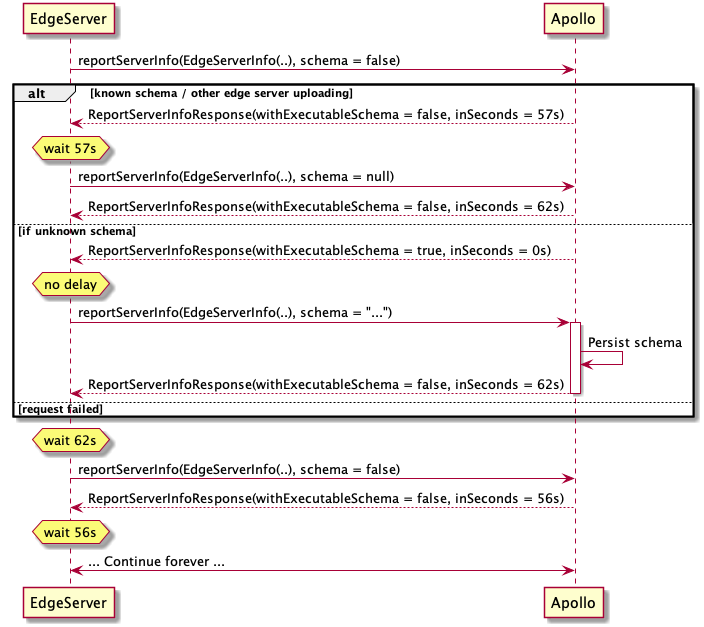 EdgeServer
Apollo
reportServerInfo(EdgeServerInfo(..), schema = false)
alt
[known schema / other edge server uploading]
ReportServerInfoResponse(withExecutableSchema = false, inSeconds = 57s)
wait 57s
reportServerInfo(EdgeServerInfo(..), schema = null)
ReportServerInfoResponse(withExecutableSchema = false, inSeconds = 62s)
[if unknown schema]
ReportServerInfoResponse(withExecutableSchema = true, inSeconds = 0s)
no delay
reportServerInfo(EdgeServerInfo(..), schema = "...")
Persist schema
ReportServerInfoResponse(withExecutableSchema = false, inSeconds = 62s)
[request failed]
wait 62s
reportServerInfo(EdgeServerInfo(..), schema = false)
ReportServerInfoResponse(withExecutableSchema = false, inSeconds = 56s)
wait 56s
... Continue forever ...
EdgeServer
Apollo